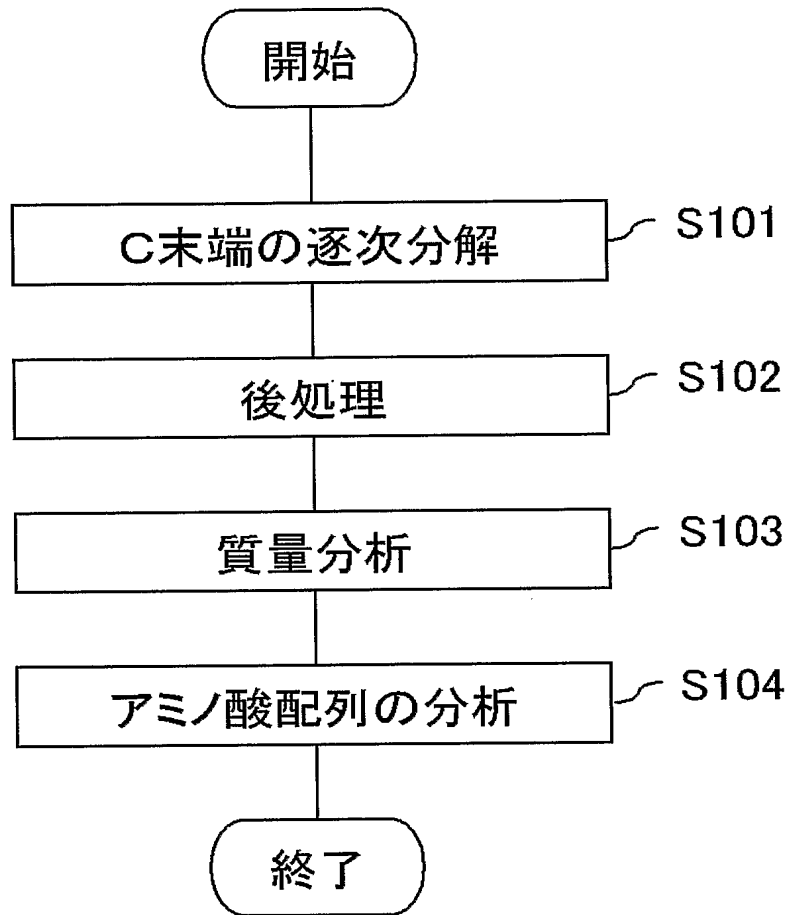 開始
C末端の逐次分解
S101
後処理
S102
質量分析
S103
アミノ酸配列の分析
S104
終了